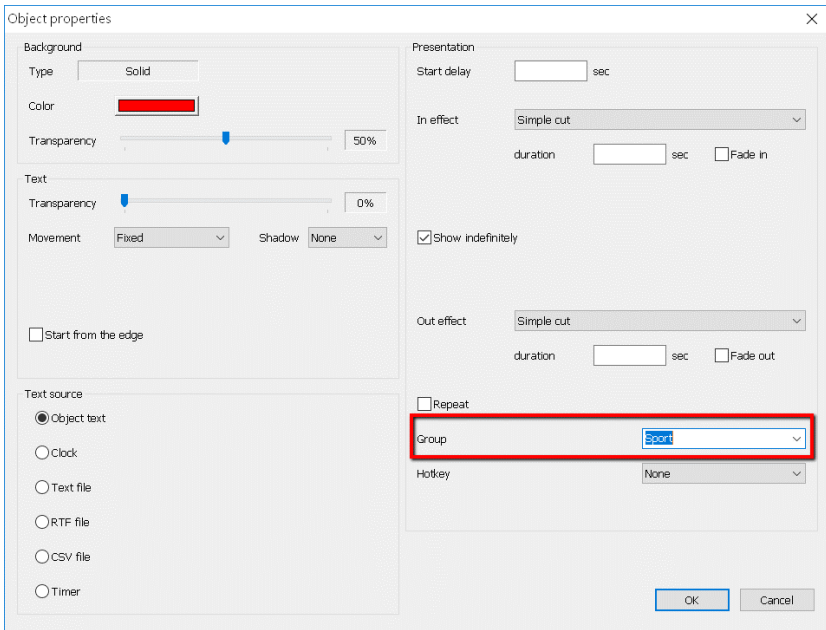 Object properties
Background
Type Solid
Color
Transparency 50%
Text
Transparency 0%
Movement Fixed Shadow None
Start from the edge
Text source
Object text
Clock
Text file
RTF file
CSV file
Timer
Presentation
Start delay sec
In effect Simple cut
duration sec Fade in
Show indefinitely
Out effect Simple cut
duration sec Fade out
Repeat
Group Sport
Hotkey None
OK Cancel